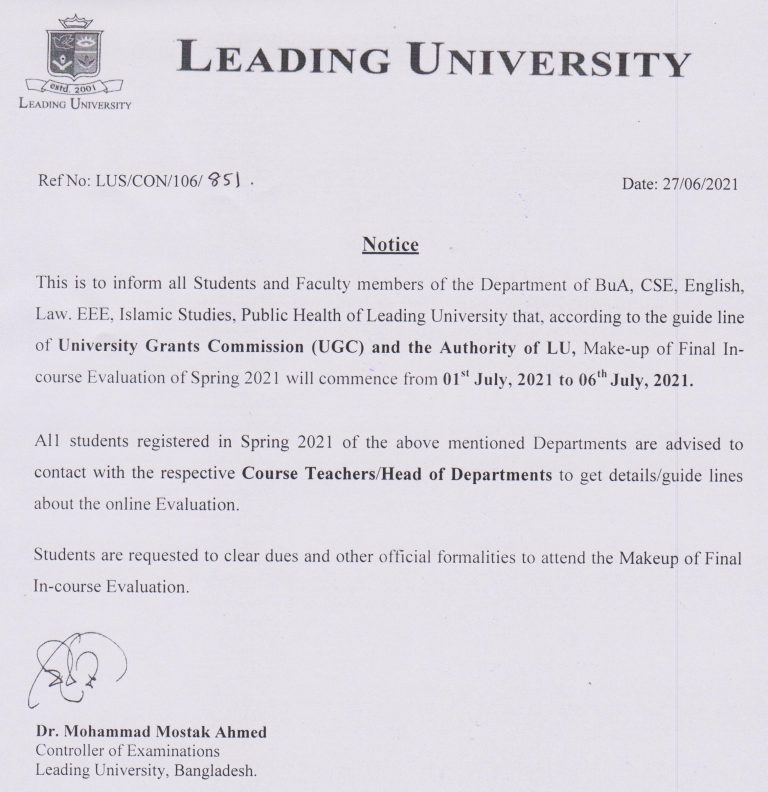 LEADING UNIVERSITY
estd. 2001
LEADING UNIVERSITY
Ref No: LUS/CON/106/ 851 .
Date: 27/06/2021
Notice
This is to inform all Students and Faculty members of the Department of BuA, CSE, English,
Law. EEE, Islamic Studies, Public Health of Leading University that, according to the guide line
of University Grants Commission (UGC) and the Authority of LU, Make-up of Final In-
course Evaluation of Spring 2021 will commence from 01st July, 2021 to 06th July, 2021.
All students registered in Spring 2021 of the above mentioned Departments are advised to
contact with the respective Course Teachers/Head of Departments to get details/guide lines
about the online Evaluation.
Students are requested to clear dues and other official formalities to attend the Makeup of Final
In-course Evaluation.
Dr. Mohammad Mostak Ahmed
Controller of Examinations
Leading University, Bangladesh.